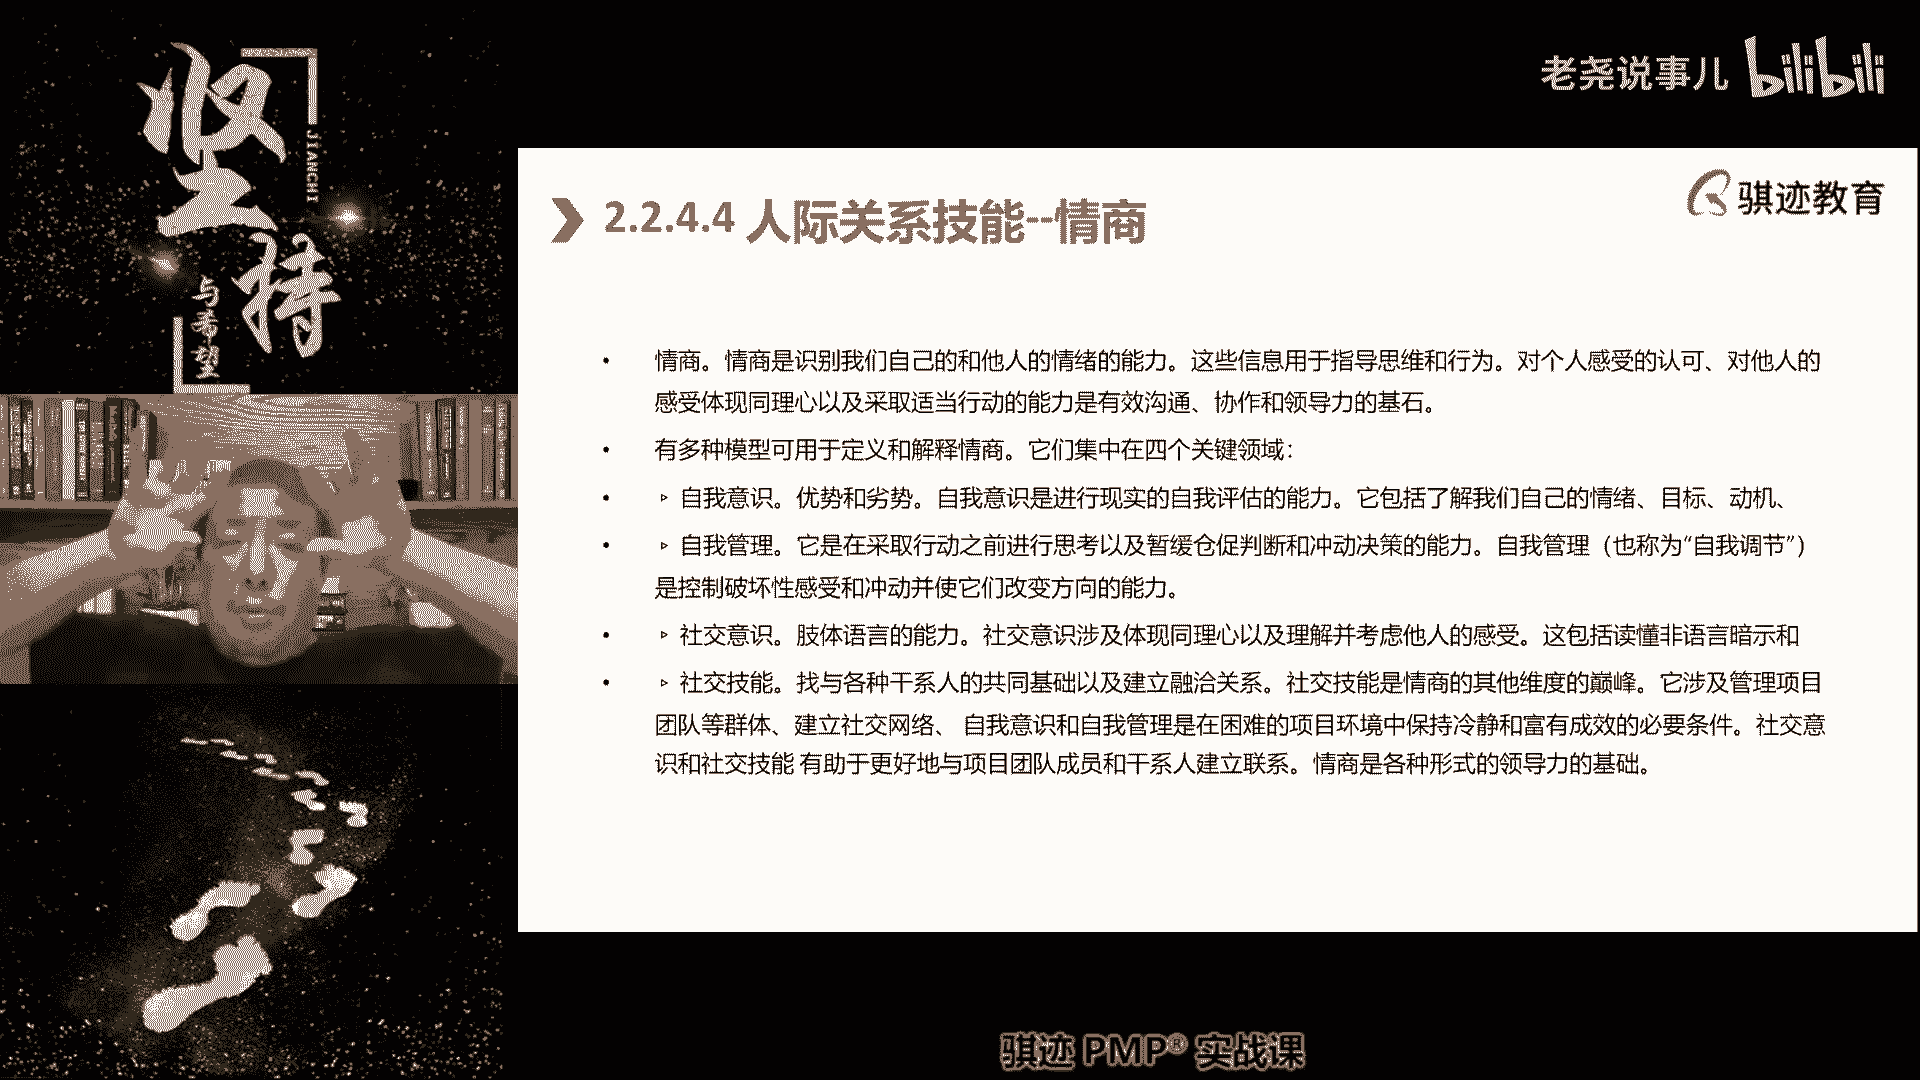 坚持
JIANCHI
与希望
老尧说事儿 bilibili
骐迹教育
2.2.4.4 人际关系技能--情商
• 情商。情商是识别我们自己的和他人的情绪的能力。这些信息用于指导思维和行为。对个人感受的认可、对他人的
感受体现同理心以及采取适当行动的能力是有效沟通、协作和领导力的基石。
• 有多种模型可用于定义和解释情商。它们集中在四个关键领域：
• ▹ 自我意识。优势和劣势。自我意识是进行现实的自我评估的能力。它包括了解我们自己的情绪、目标、动机、
• ▹ 自我管理。它是在采取行动之前进行思考以及暂缓仓促判断和冲动决策的能力。自我管理（也称为“自我调节”）
是控制破坏性感受和冲动并使它们改变方向的能力。
• ▹ 社交意识。肢体语言的能力。社交意识涉及体现同理心以及理解并考虑他人的感受。这包括读懂非语言暗示和
• ▹ 社交技能。找与各种干系人的共同基础以及建立融洽关系。社交技能是情商的其他维度的巅峰。它涉及管理项目
团队等群体、建立社交网络、 自我意识和自我管理是在困难的项目环境中保持冷静和富有成效的必要条件。社交意
识和社交技能 有助于更好地与项目团队成员和干系人建立联系。情商是各种形式的领导力的基础。
骐迹 PMP® 实战课